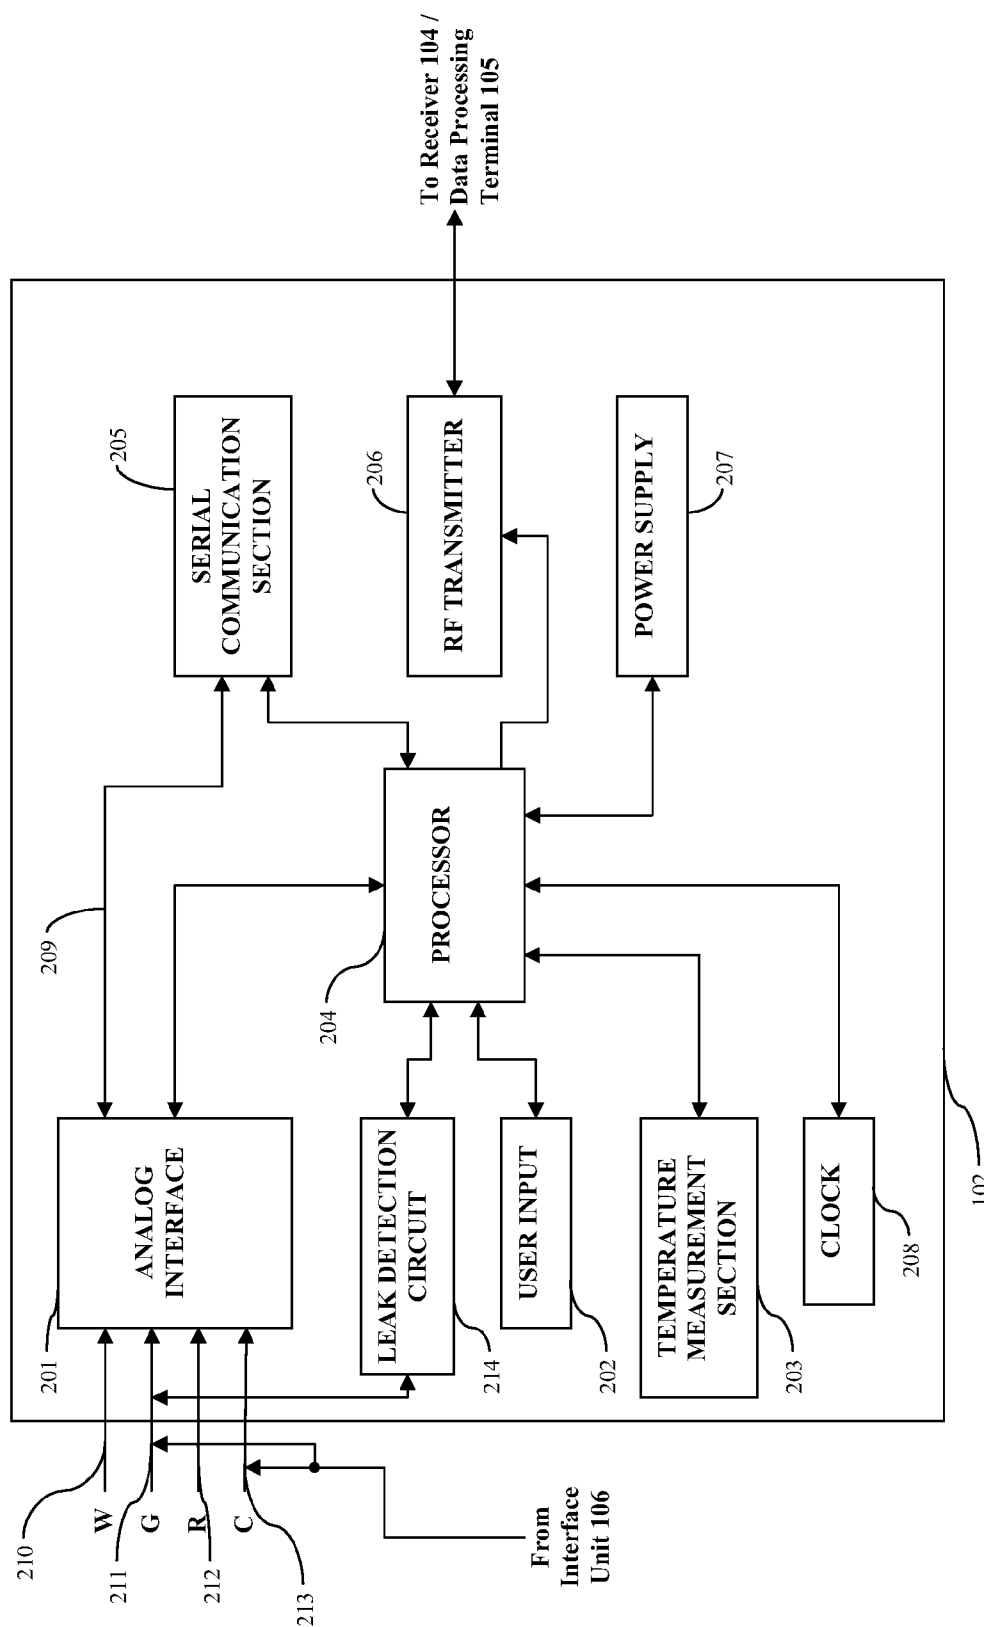 210
W
211
G
212
R
213
C
From
Interface
Unit 106
201
ANALOG
INTERFACE
209
205
SERIAL
COMMUNICATION
SECTION
214
LEAK DETECTION
CIRCUIT
202
USER INPUT
204
PROCESSOR
206
RF TRANSMITTER
To Receiver 104 /
Data Processing
Terminal 105
203
TEMPERATURE
MEASUREMENT
SECTION
207
POWER SUPPLY
208
CLOCK
102